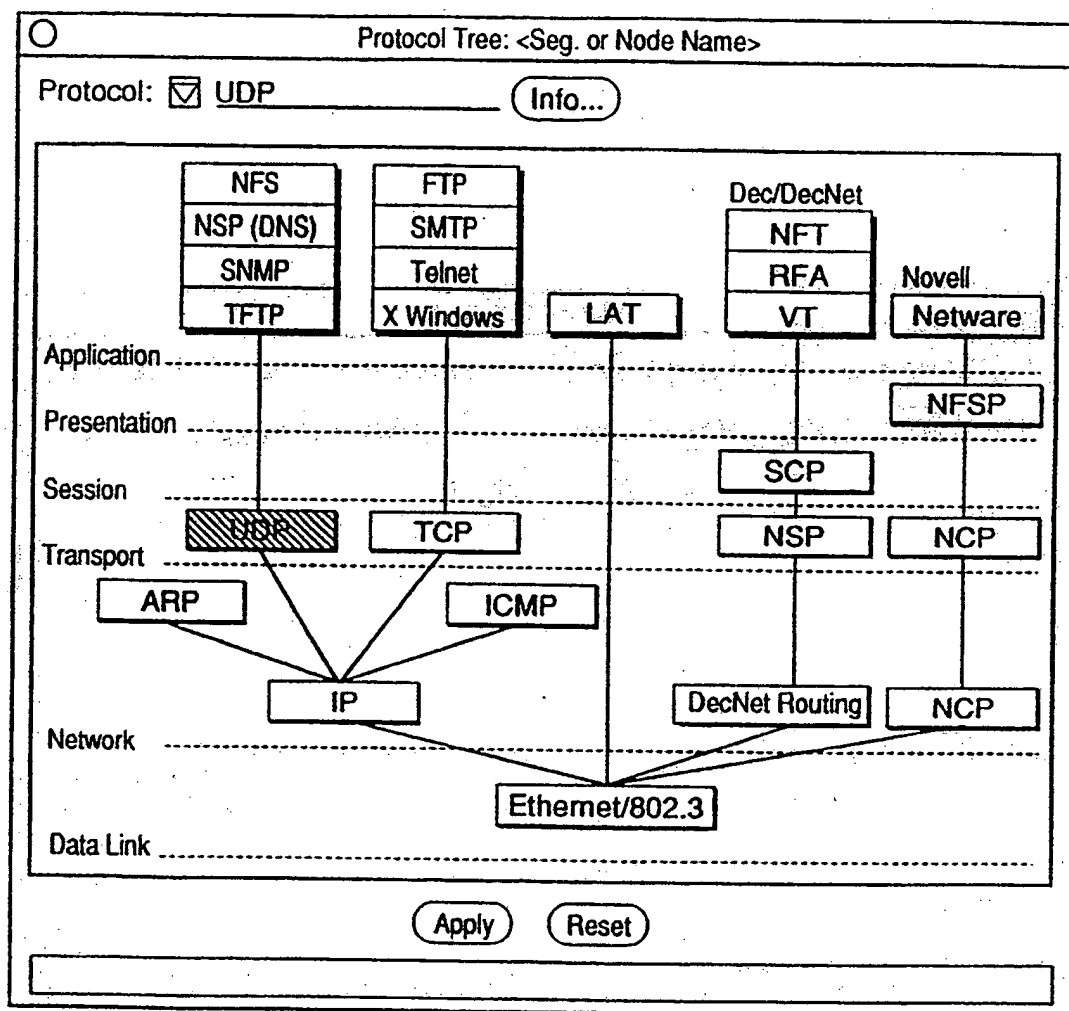 Protocol Tree: <Seg. or Node Name>
Protocol: UDP Info...
NFS
NSP (DNS)
SNMP
TFTP
FTP
SMTP
Telnet
X Windows
LAT
Dec/DecNet
NFT
RFA
VT
Novell
Netware
Application
NFSP
Presentation
SCP
Session
UDP
TCP
NSP
NCP
Transport
ARP
ICMP
IP
DecNet Routing
NCP
Network
Ethernet/802.3
Data Link
Apply
Reset